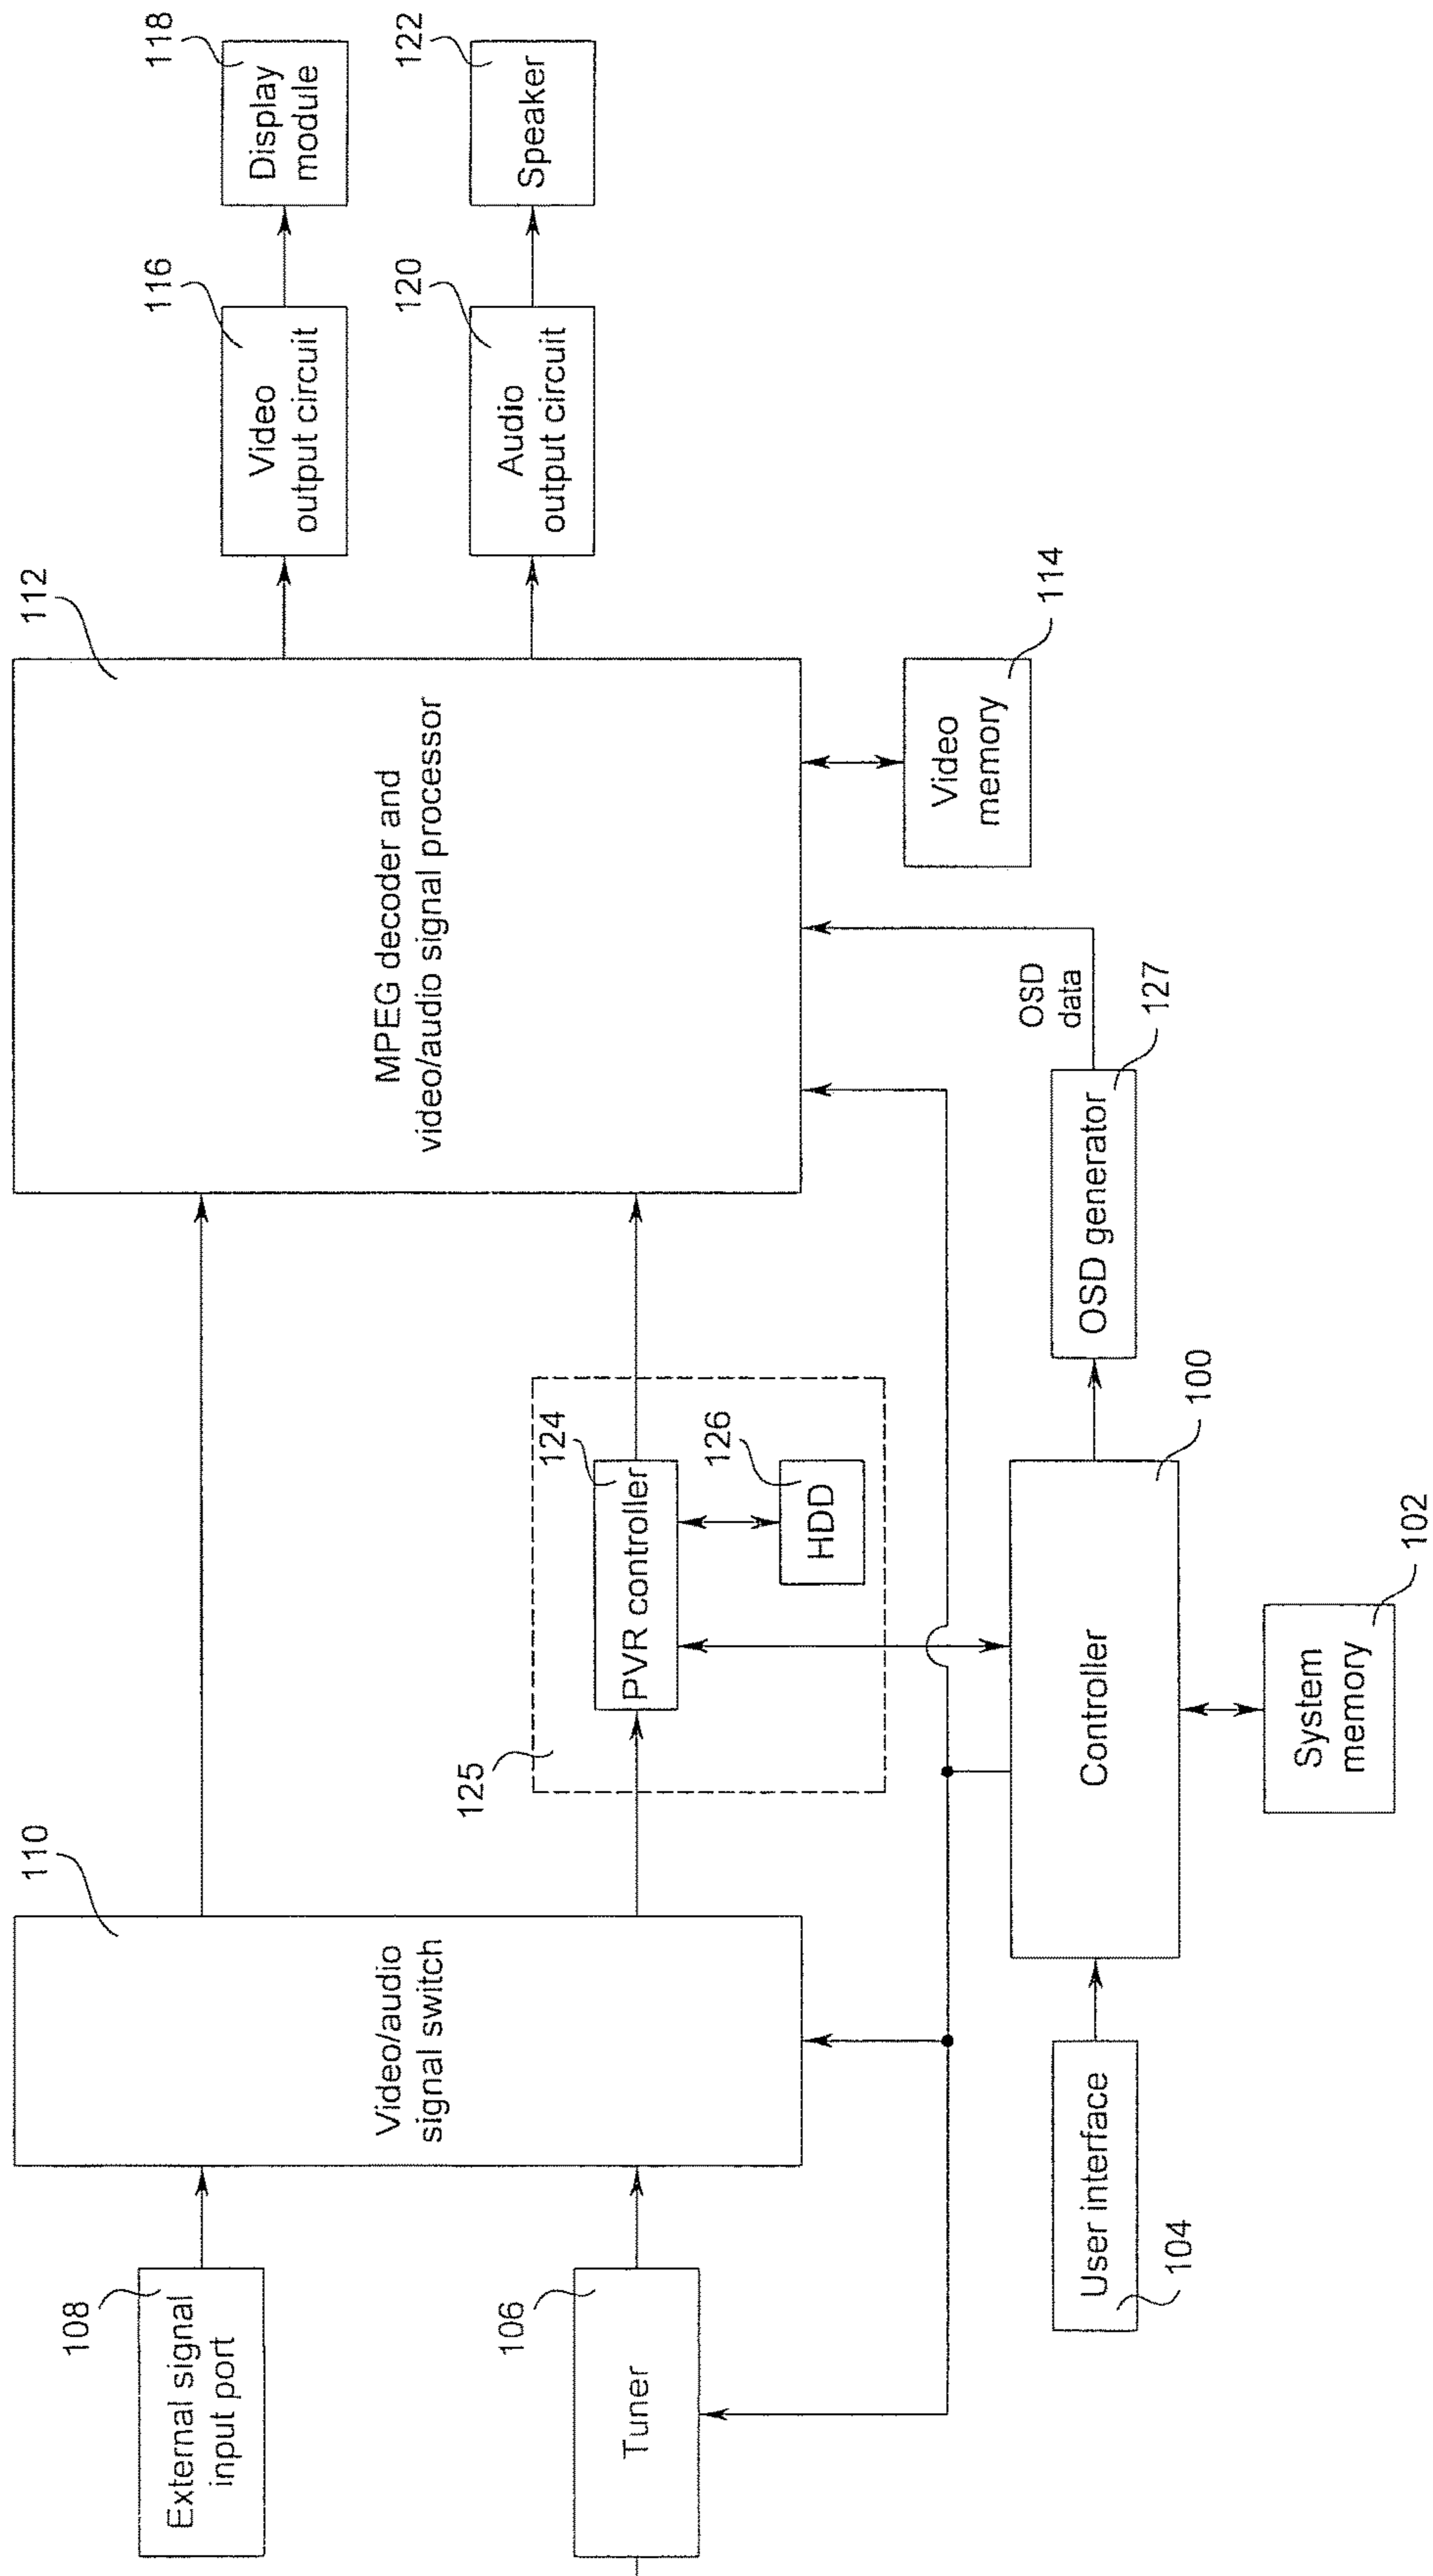 108
External signal
input port
106
Tuner
110
Video/audio
signal switch
104
User interface
125
124
PVR controller
126
HDD
100
Controller
102
System
memory
127
OSD generator
OSD
data
112
MPEG decoder and
video/audio signal processor
114
Video
memory
116
Video
output circuit
118
Display
module
120
Audio
output circuit
122
Speaker